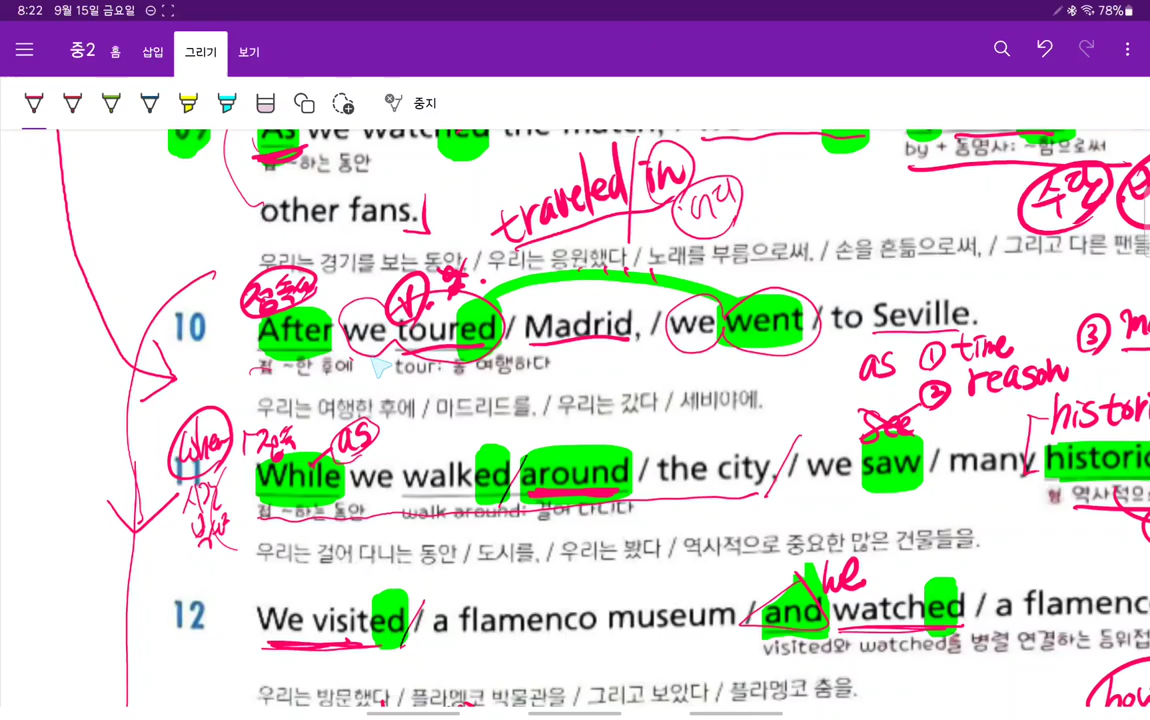 8:22 9월 15일 금요일 78%
중2 홈 삽입 그리기 보기
중지
09 As we watched the match, /
접 ~하는 동안
by + 동명사: ~함으로써
수단
other fans.
traveled in
우리는 경기를 보는 동안, / 우리는 응원했다 / 노래를 부름으로써, / 손을 흔듦으로써, / 그리고 다른 팬들
접속사
10 After we toured / Madrid, / we went / to Seville.
접 ~한 후에 tour: 동 여행하다
as ① time
② reason
③
우리는 여행한 후에 / 마드리드를, / 우리는 갔다 / 세비야에.
when
as
see
histori
11 While we walked around / the city, / we saw / many historic
접 ~하는 동안 walk around: 걸어 다니다
형 역사적으
우리는 걸어 다니는 동안 / 도시를, / 우리는 봤다 / 역사적으로 중요한 많은 건물들을.
we
12 We visited / a flamenco museum / and watched / a flamenc
visited와 watched를 병렬 연결하는 등위접
우리는 방문했다 / 플라멩코 박물관을 / 그리고 보았다 / 플라멩코 춤을.